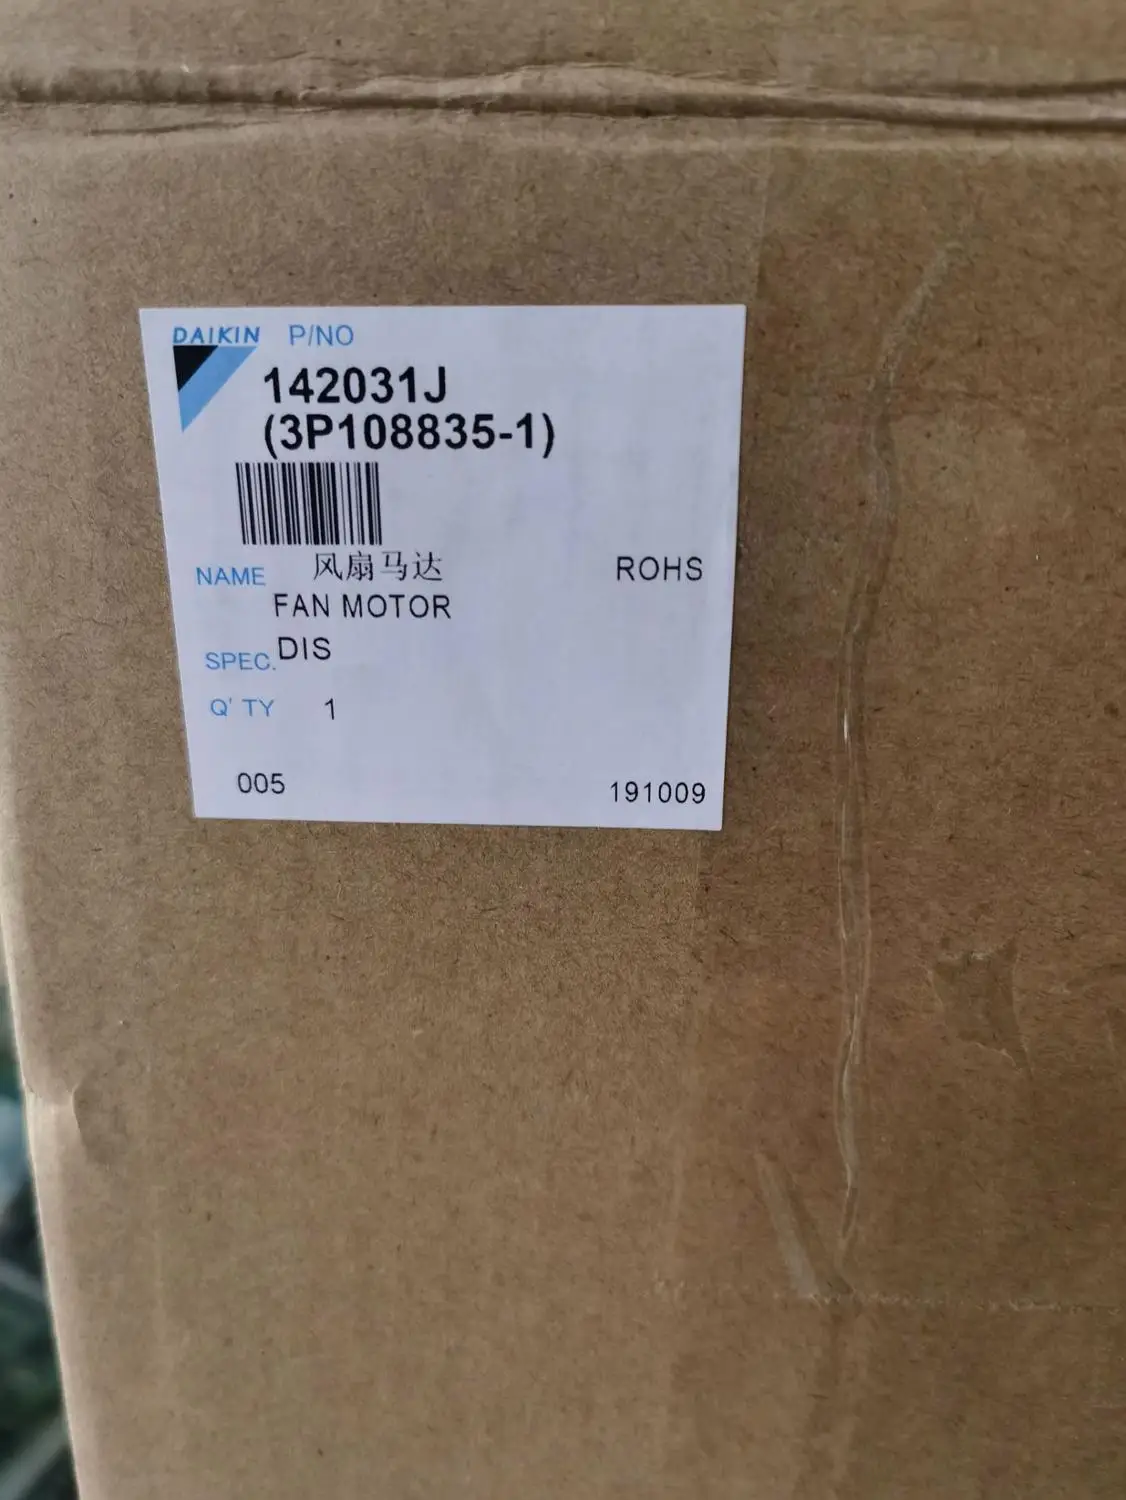 DAIKIN P/NO
142031J
(3P108835-1)
NAME 风扇马达 ROHS
FAN MOTOR
SPEC. DIS
Q' TY 1
005 191009